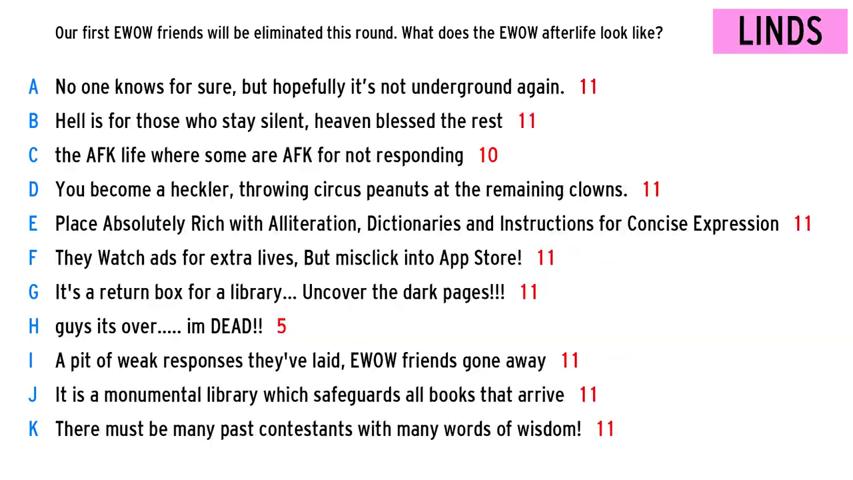 Our first EWOW friends will be eliminated this round. What does the EWOW afterlife look like?
LINDS
A No one knows for sure, but hopefully it's not underground again. 11
B Hell is for those who stay silent, heaven blessed the rest 11
C the AFK life where some are AFK for not responding 10
D You become a heckler, throwing circus peanuts at the remaining clowns. 11
E Place Absolutely Rich with Alliteration, Dictionaries and Instructions for Concise Expression 11
F They Watch ads for extra lives, But misclick into App Store! 11
G It's a return box for a library... Uncover the dark pages!!! 11
H guys its over..... im DEAD!! 5
I A pit of weak responses they've laid, EWOW friends gone away 11
J It is a monumental library which safeguards all books that arrive 11
K There must be many past contestants with many words of wisdom! 11